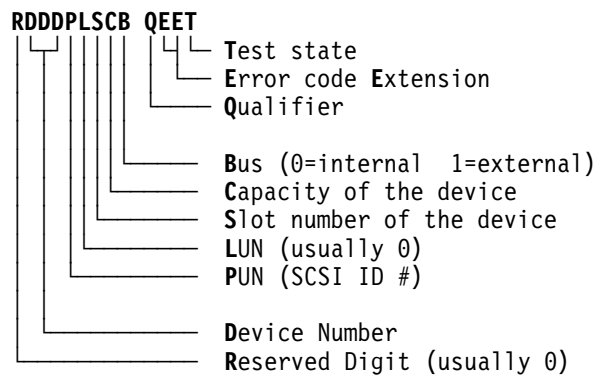 RDDDPLSCB QEET
Test state
Error code Extension
Qualifier
Bus (0=internal 1=external)
Capacity of the device
Slot number of the device
LUN (usually 0)
PUN (SCSI ID #)
Device Number
Reserved Digit (usually 0)